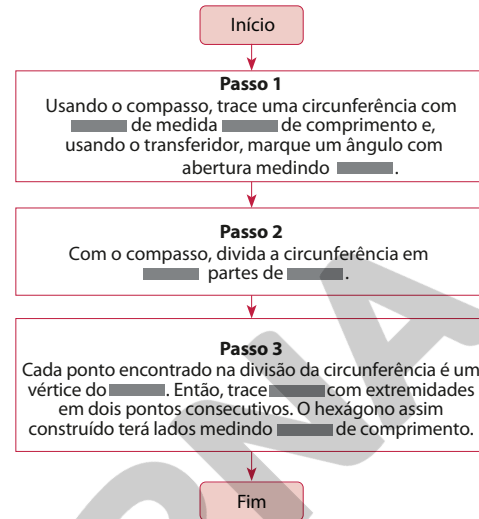 Início
Passo 1
Usando o compasso, trace uma circunferência com
de medida de comprimento e,
usando o transferidor, marque um ângulo com
abertura medindo .
Passo 2
Com o compasso, divida a circunferência em
partes de .
Passo 3
Cada ponto encontrado na divisão da circunferência é um
vértice do . Então, trace com extremidades
em dois pontos consecutivos. O hexágono assim
construído terá lados medindo de comprimento.
Fim